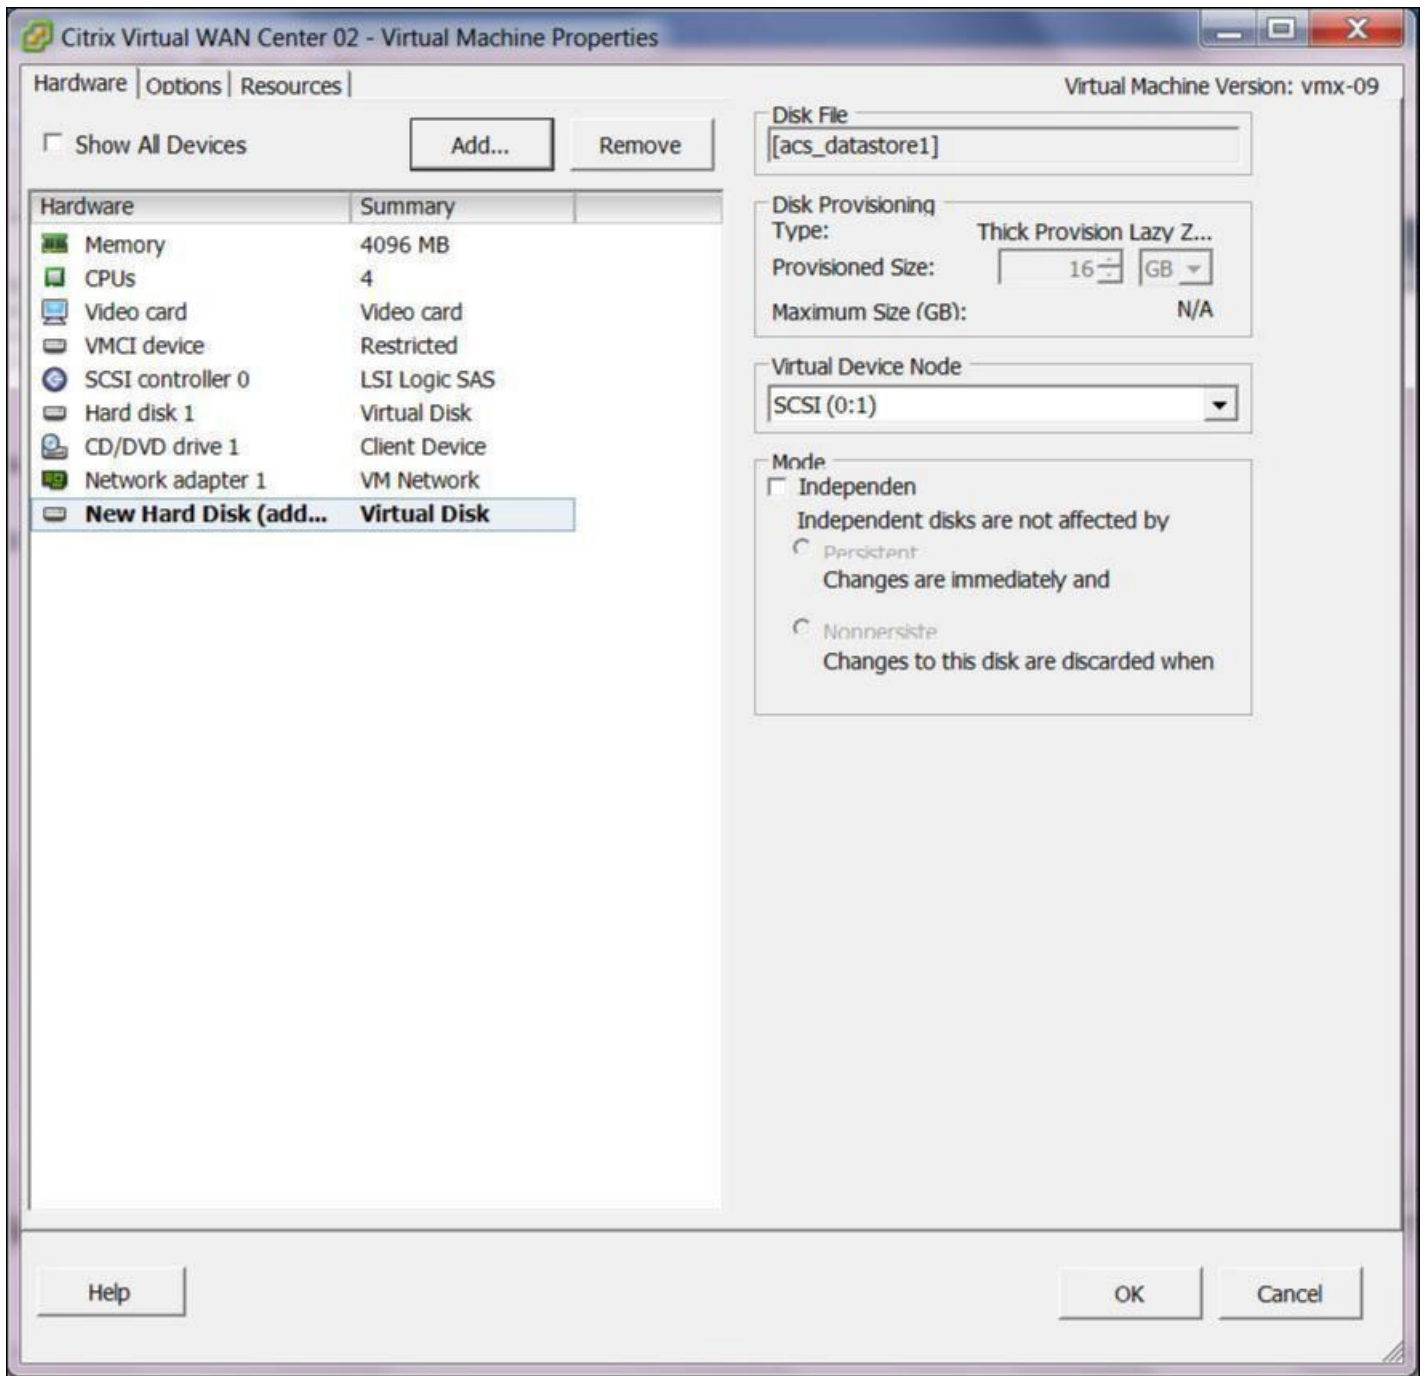 Citrix Virtual WAN Center 02 - Virtual Machine Properties
Hardware Options Resources
Virtual Machine Version: vmx-09
Show All Devices
Add...
Remove
Hardware Summary
Memory 4096 MB
CPUs 4
Video card Video card
VMCI device Restricted
SCSI controller 0 LSI Logic SAS
Hard disk 1 Virtual Disk
CD/DVD drive 1 Client Device
Network adapter 1 VM Network
New Hard Disk (add... Virtual Disk
Disk File
[acs_datastore1]
Disk Provisioning
Type: Thick Provision Lazy Z...
Provisioned Size: 16 GB
Maximum Size (GB): N/A
Virtual Device Node
SCSI (0:1)
Mode
Independen
Independent disks are not affected by
Persistent
Changes are immediately and
Nonpersiste
Changes to this disk are discarded when
Help
OK
Cancel